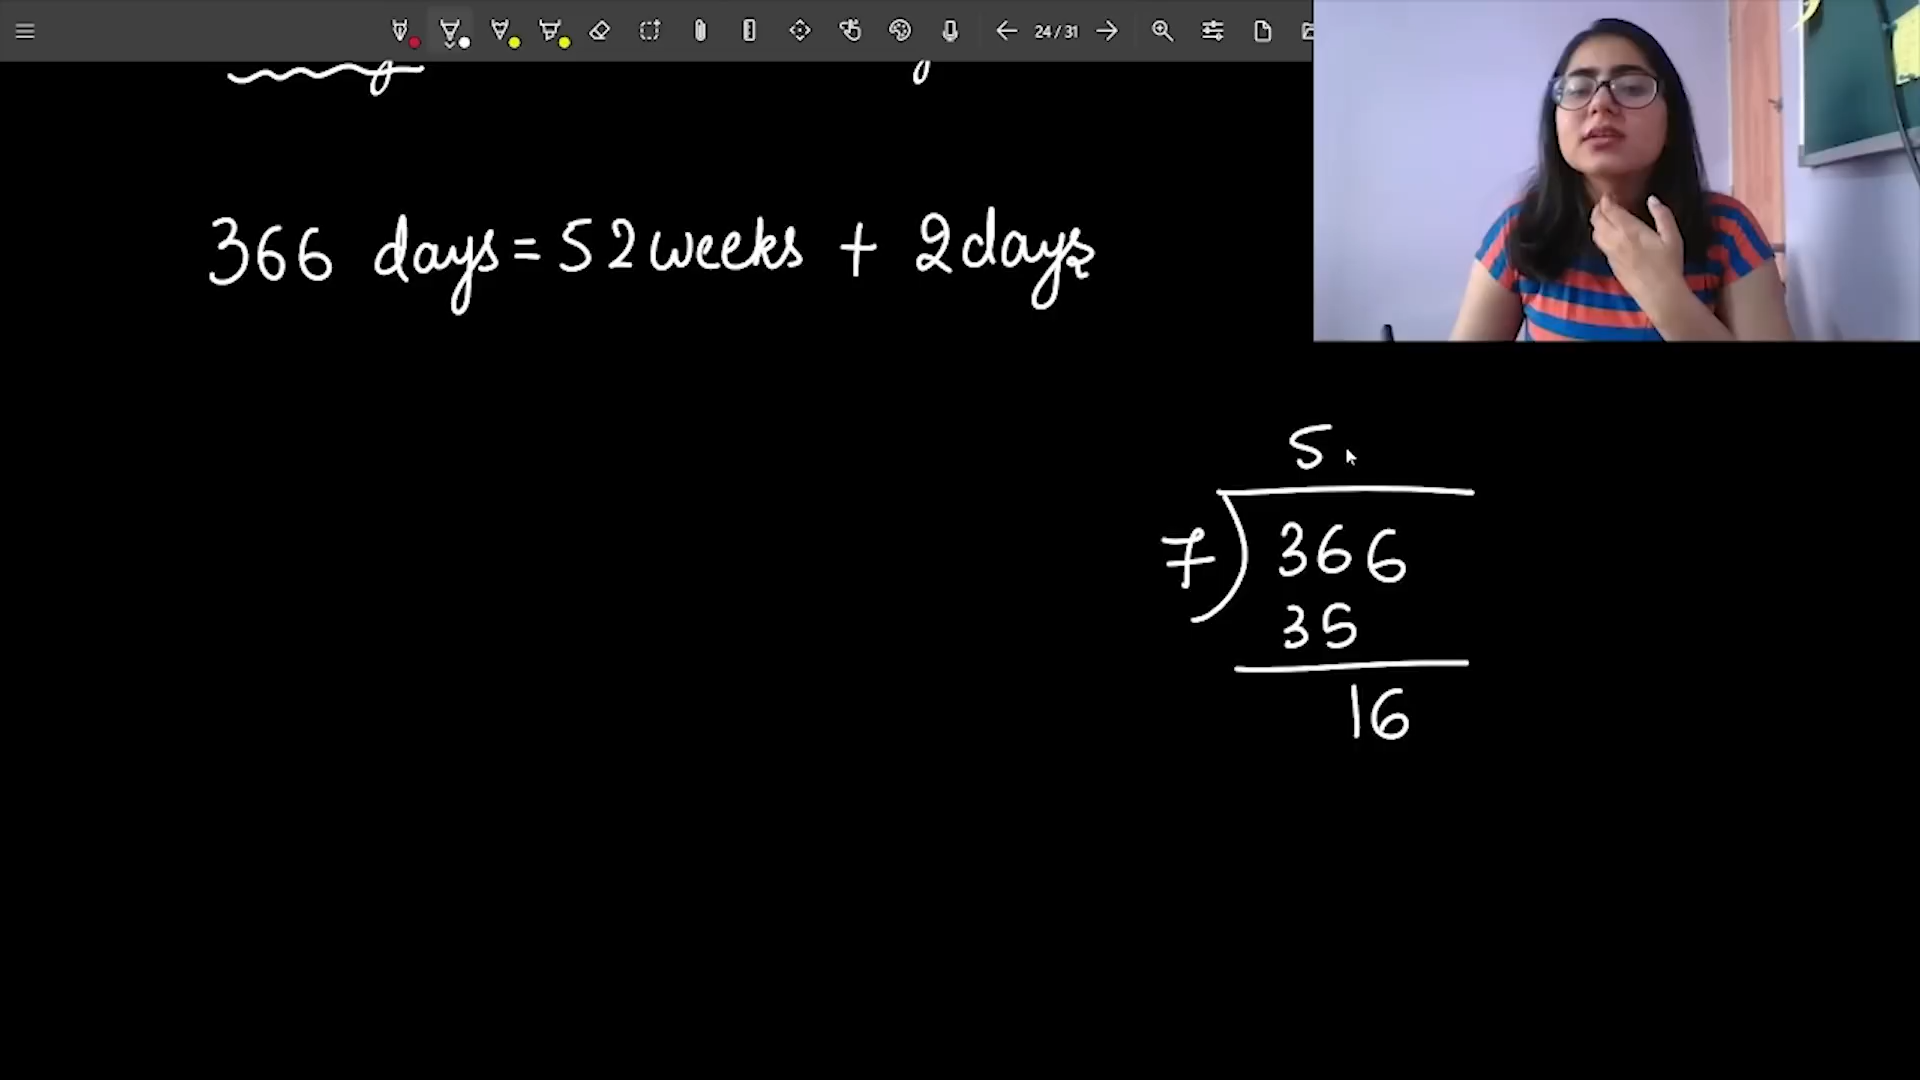 24 / 31
366 days = 52 weeks + 2 days
5
7) 366
35
16